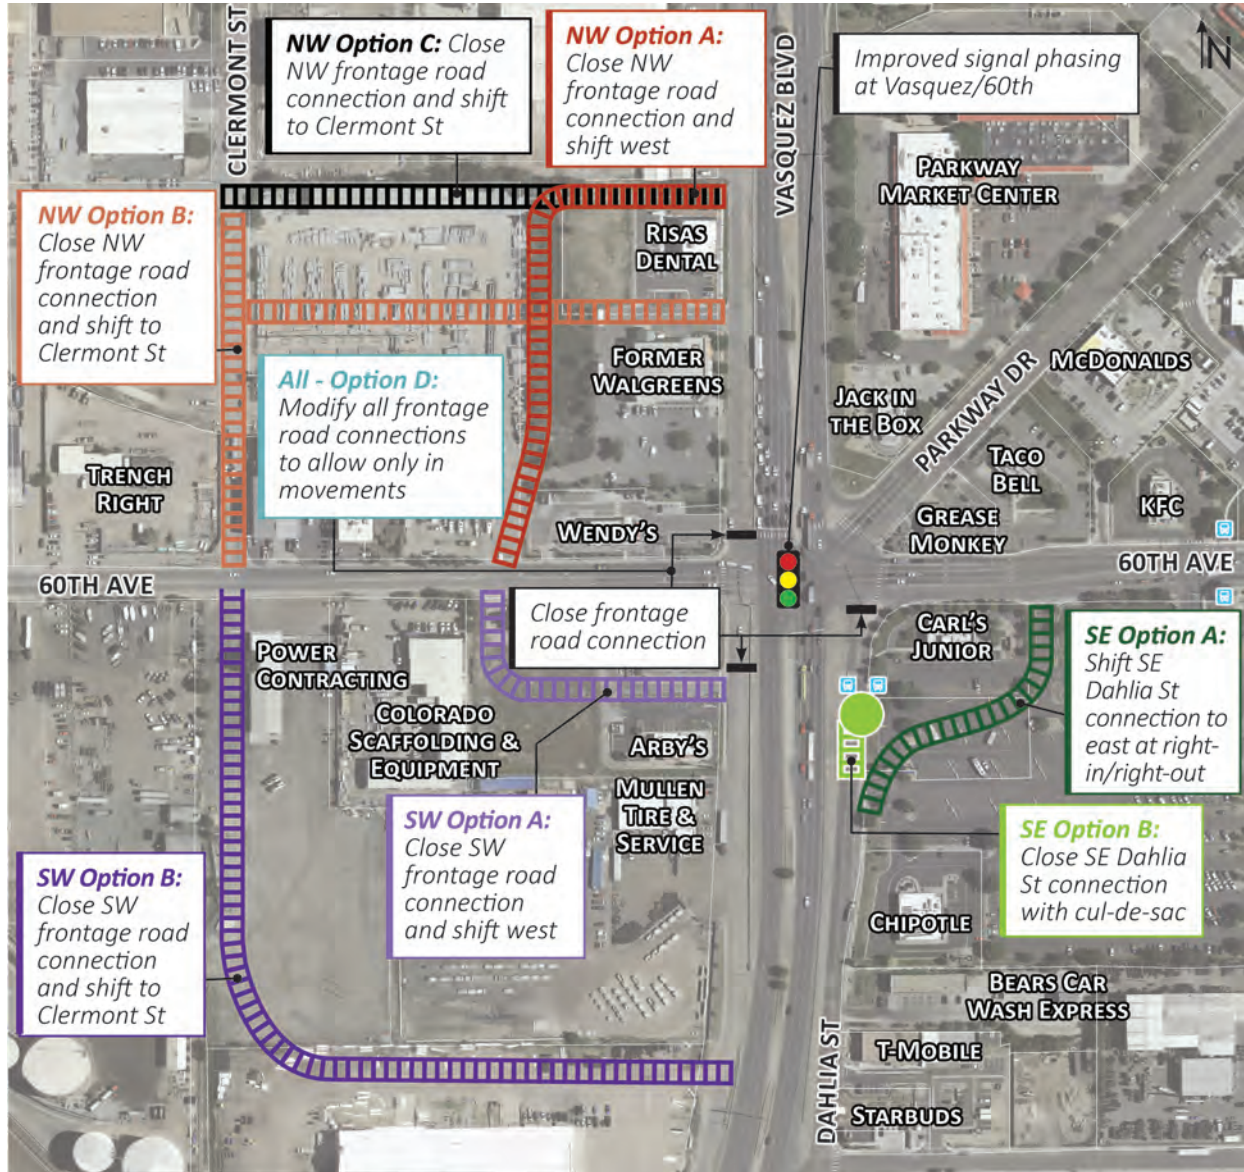 CLERMONT ST
NW Option C: Close
NW frontage road
connection and shift
to Clermont St
NW Option A:
Close NW
frontage road
connection and
shift west
VASQUEZ BLVD
Improved signal phasing
at Vasquez/60th
N
PARKWAY
MARKET CENTER
NW Option B:
Close NW
frontage road
connection
and shift to
Clermont St
RISAS
DENTAL
All - Option D:
Modify all frontage
road connections
to allow only in
movements
FORMER
WALGREENS
JACK IN
THE BOX
PARKWAY DR
MCDONALDS
TACO
BELL
KFC
GREASE
MONKEY
TRENCH
RIGHT
WENDY'S
60TH AVE
60TH AVE
Close frontage
road connection
CARL'S
JUNIOR
SE Option A:
Shift SE
Dahlia St
connection to
east at right-
in/right-out
POWER
CONTRACTING
COLORADO
SCAFFOLDING &
EQUIPMENT
ARBY'S
MULLEN
TIRE &
SERVICE
SW Option A:
Close SW
frontage road
connection
and shift west
SE Option B:
Close SE Dahlia
St connection
with cul-de-sac
SW Option B:
Close SW
frontage road
connection
and shift to
Clermont St
CHIPOTLE
BEARS CAR
WASH EXPRESS
T-MOBILE
DAHLIA ST
STARBUDS